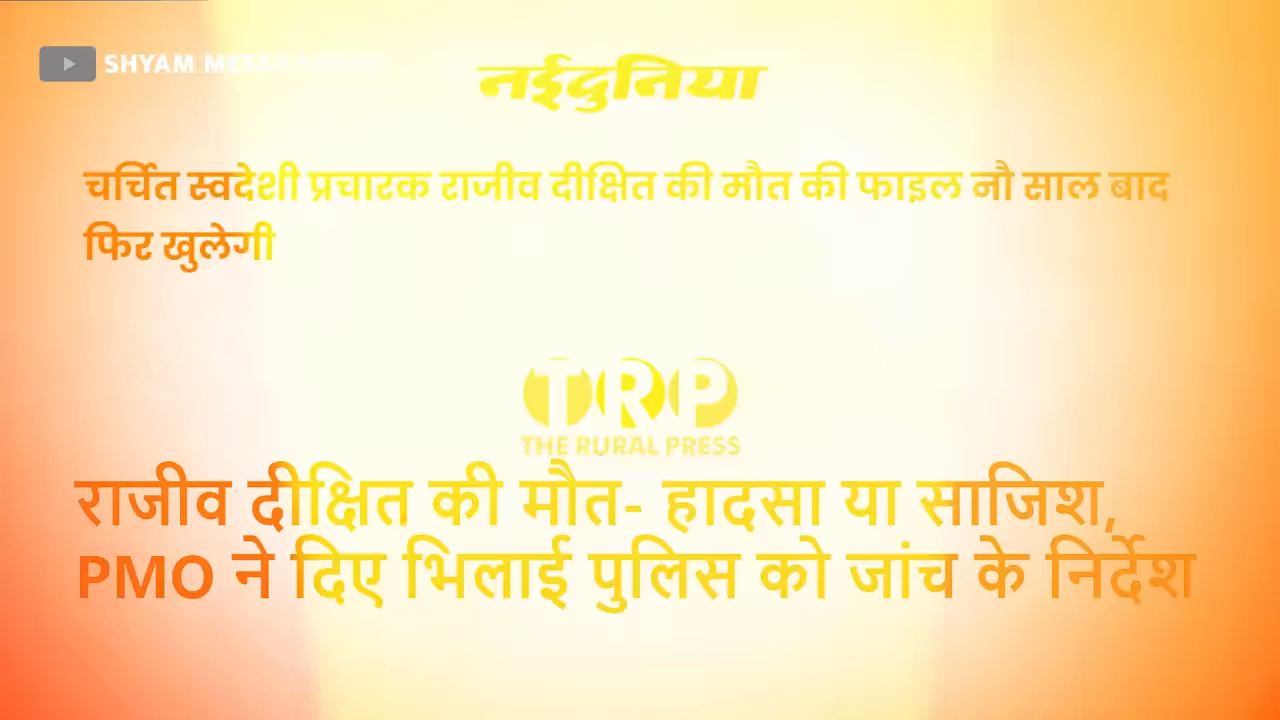 SHYAM
नईदुनिया
चर्चित स्वदेशी प्रचारक राजीव दीक्षित की मौत की फाइल नौ साल बाद
फिर खुलेगी
TRP
THE RURAL PRESS
राजीव दीक्षित की मौत- हादसा या साजिश,
PMO ने दिए भिलाई पुलिस को जांच के निर्देश